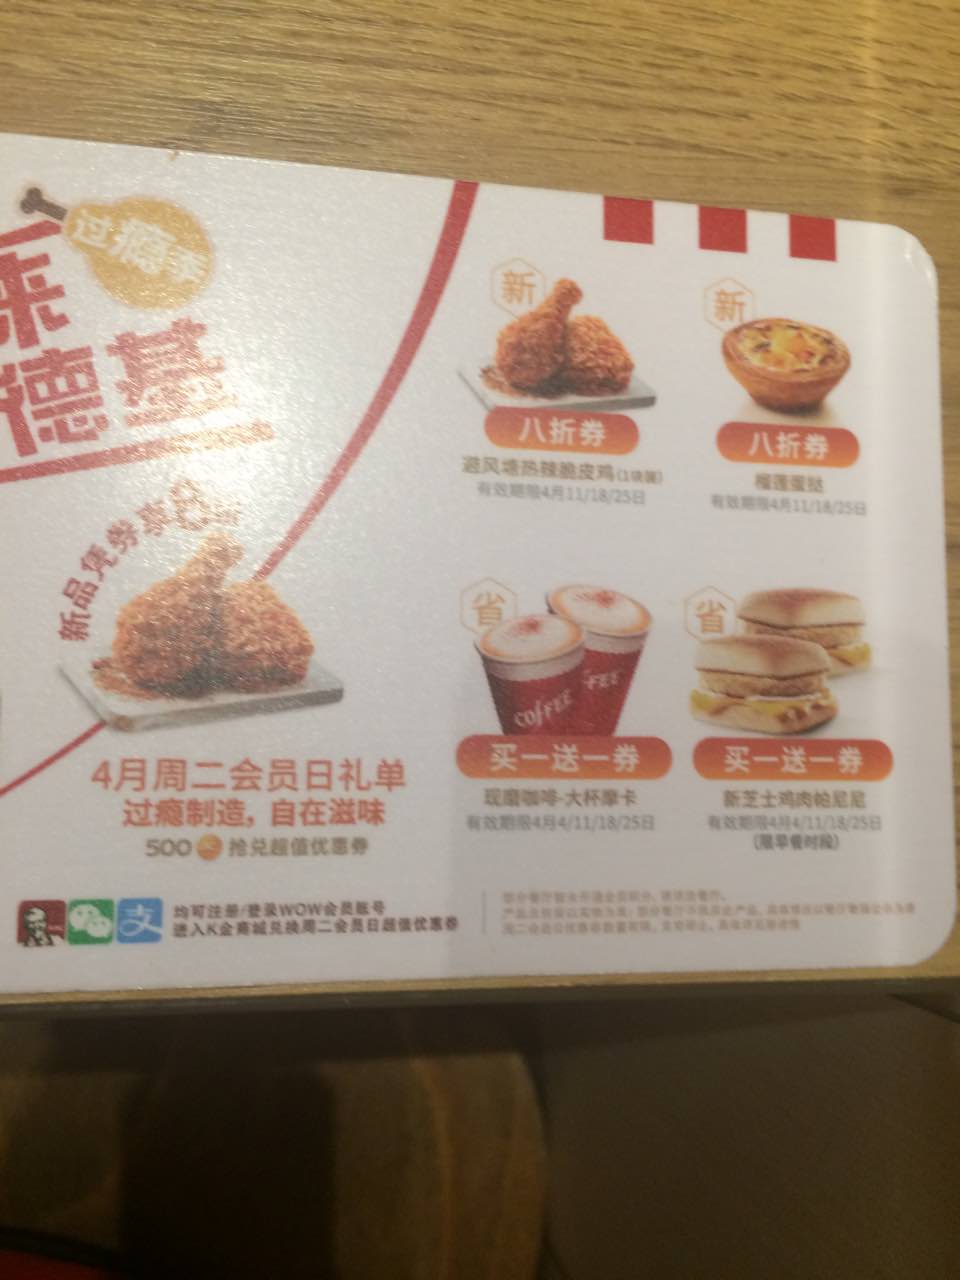 过瘾季
来
德基
新品凭券享8折
4月周二会员日礼单
过瘾制造，自在滋味
500 抢兑超值优惠券
均可注册/登录WOW会员账号
进入K金商城兑换周二会员日超值优惠券
新
八折券
避风塘热辣脆皮鸡(1块装)
有效期限4月11/18/25日
新
八折券
榴莲蛋挞
有效期限4月11/18/25日
省
COFFEE
FEE
买一送一券
现磨咖啡-大杯摩卡
有效期限4月4/11/18/25日
省
买一送一券
新芝士鸡肉帕尼尼
有效期限4月4/11/18/25日
(限早餐时段)